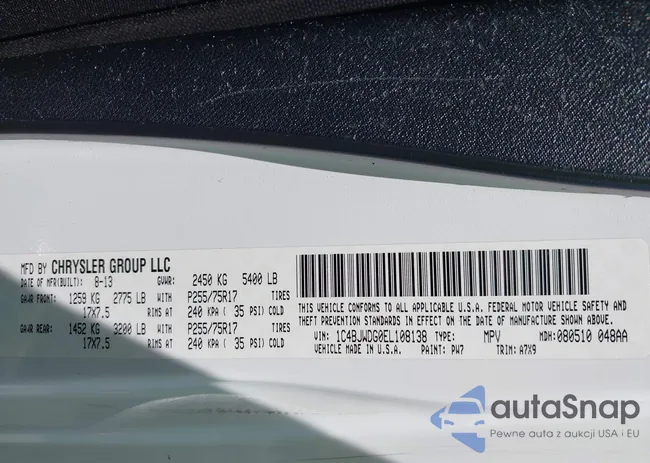 MFD BY CHRYSLER GROUP LLC
DATE OF MFR(BUILT): 8-13 GVWR: 2450 KG 5400 LB
GAWR FRONT: 1259 KG 2775 LB WITH P255/75R17 TIRES
17X7.5 RIMS AT 240 KPA ( 35 PSI) COLD
GAWR REAR: 1452 KG 3200 LB WITH P255/75R17 TIRES
17X7.5 RIMS AT 240 KPA ( 35 PSI) COLD
THIS VEHICLE CONFORMS TO ALL APPLICABLE U.S.A. FEDERAL MOTOR VEHICLE SAFETY AND
THEFT PREVENTION STANDARDS IN EFFECT ON THE DATE OF MANUFACTURE SHOWN ABOVE.
VIN: 1C4BJWDG0EL108138 TYPE: MPV MDH: 080510 048AA
VEHICLE MADE IN U.S.A. PAINT: PW7 TRIM: A7X9
autaSnap
Pewne auta z aukcji USA i EU